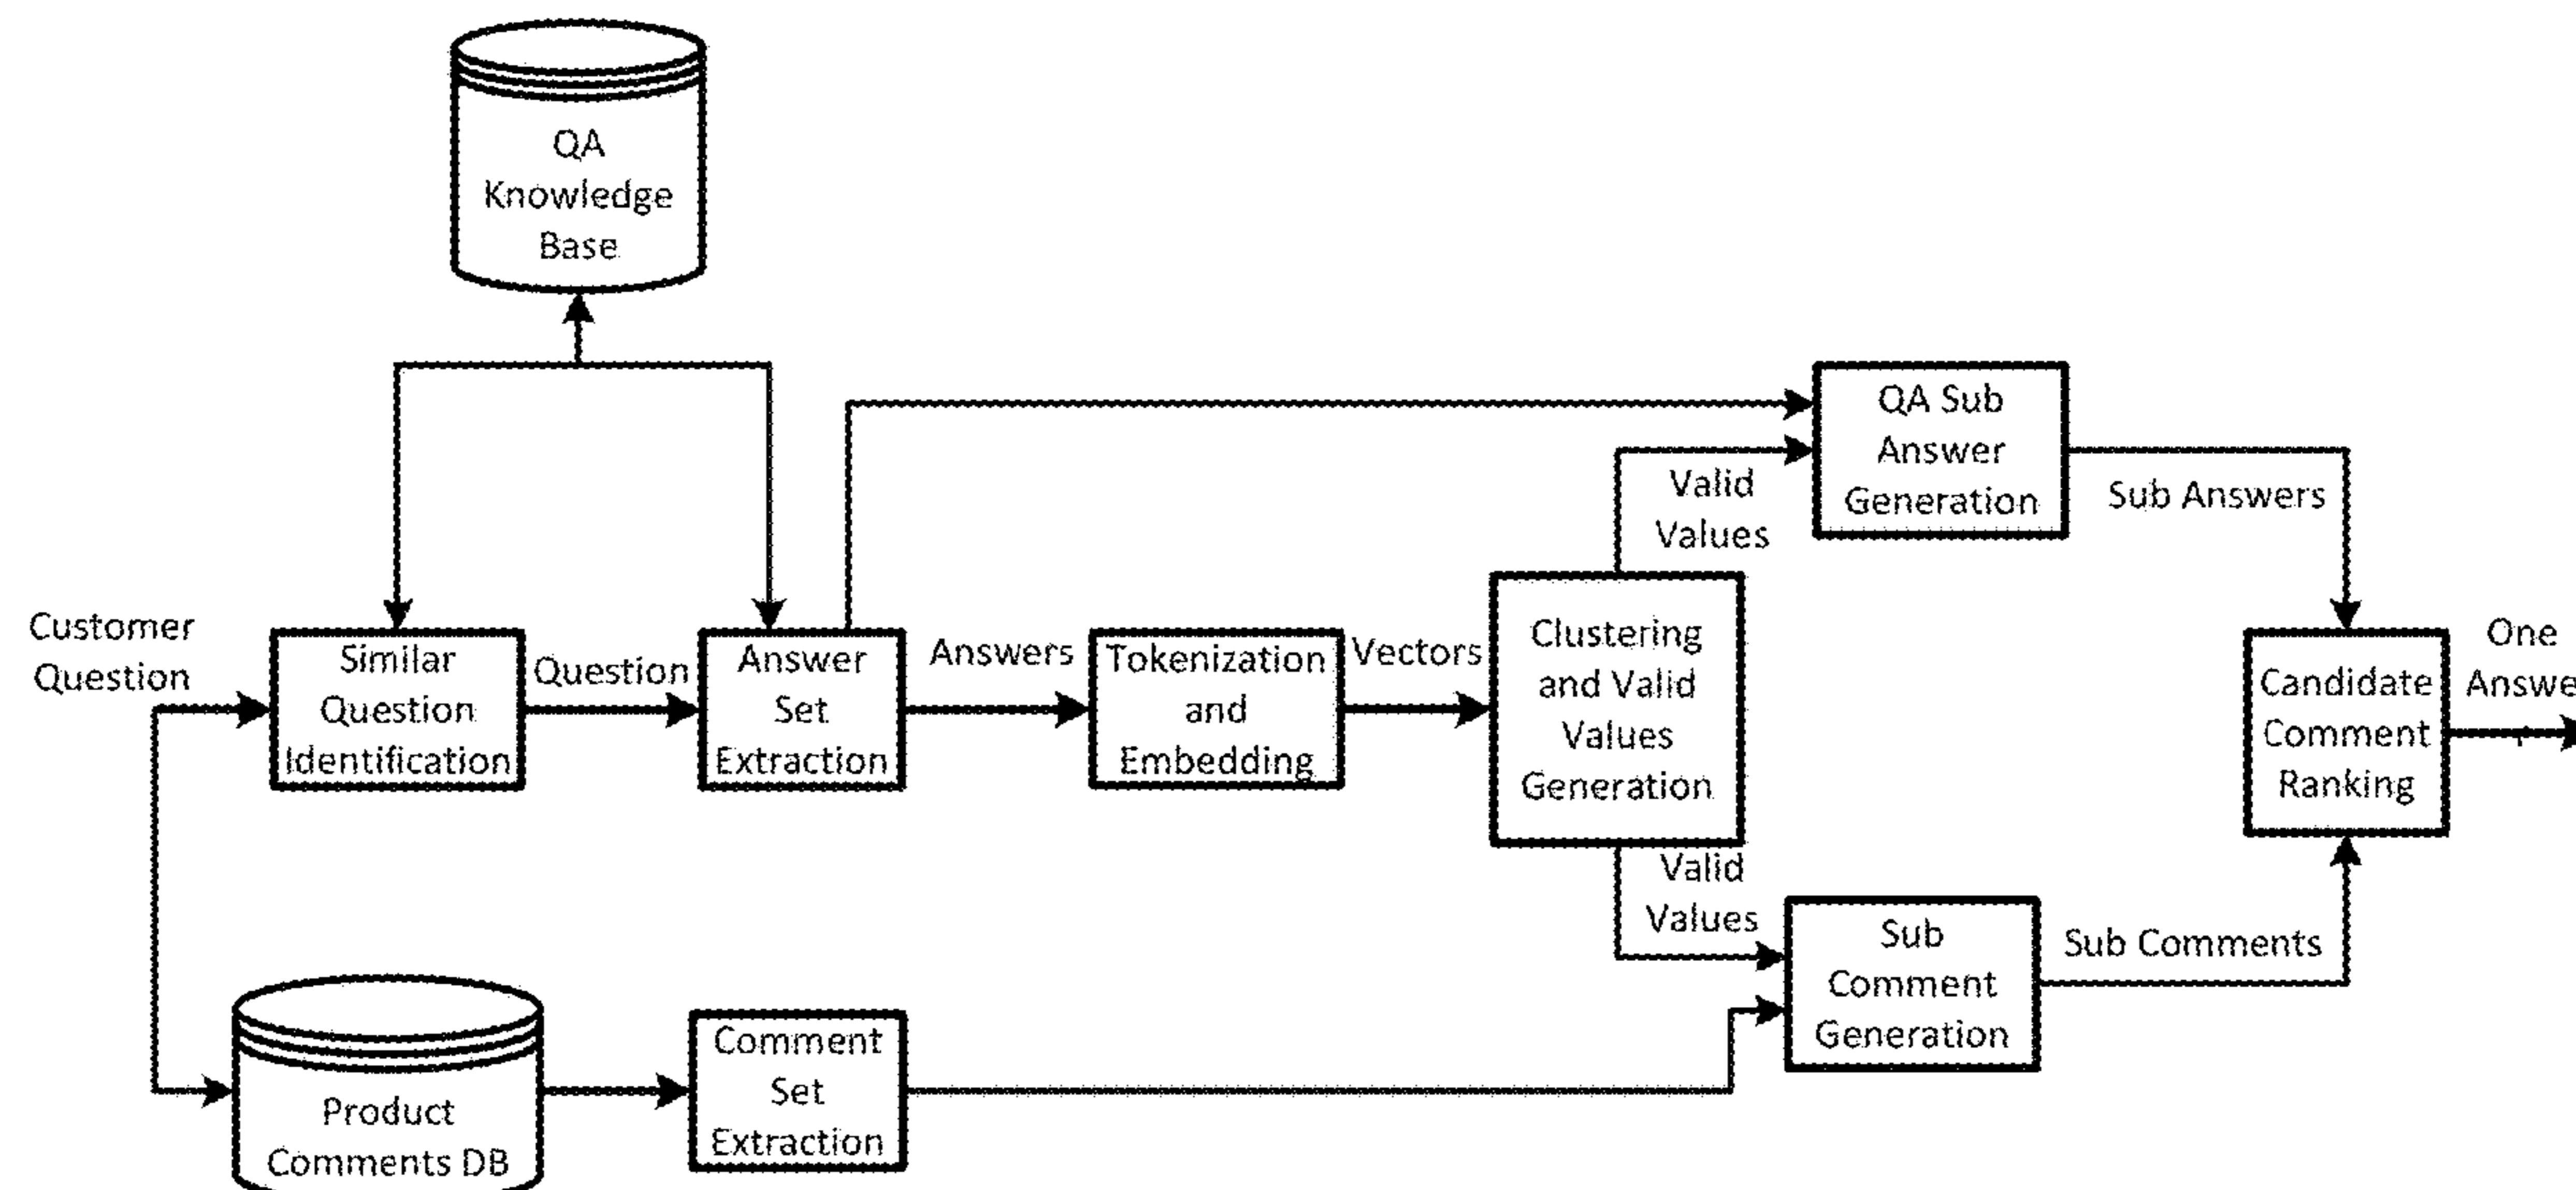 QA
Knowledge
Base
Customer
Question
Similar
Question
Identification
Question
Answer
Set
Extraction
Answers
Tokenization
and
Embedding
Vectors
Clustering
and Valid
Values
Generation
Valid
Values
QA Sub
Answer
Generation
Sub Answers
Valid
Values
Sub
Comment
Generation
Sub Comments
Candidate
Comment
Ranking
One
Answe
Product
Comments DB
Comment
Set
Extraction